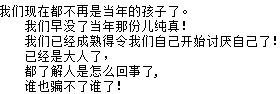 我们现在都不再是当年的孩子了。
我们早没了当年那份儿纯真！
我们已经成熟得令我们自己开始讨厌自己了！
已经是大人了，
都了解人是怎么回事了，
谁也骗不了谁了！